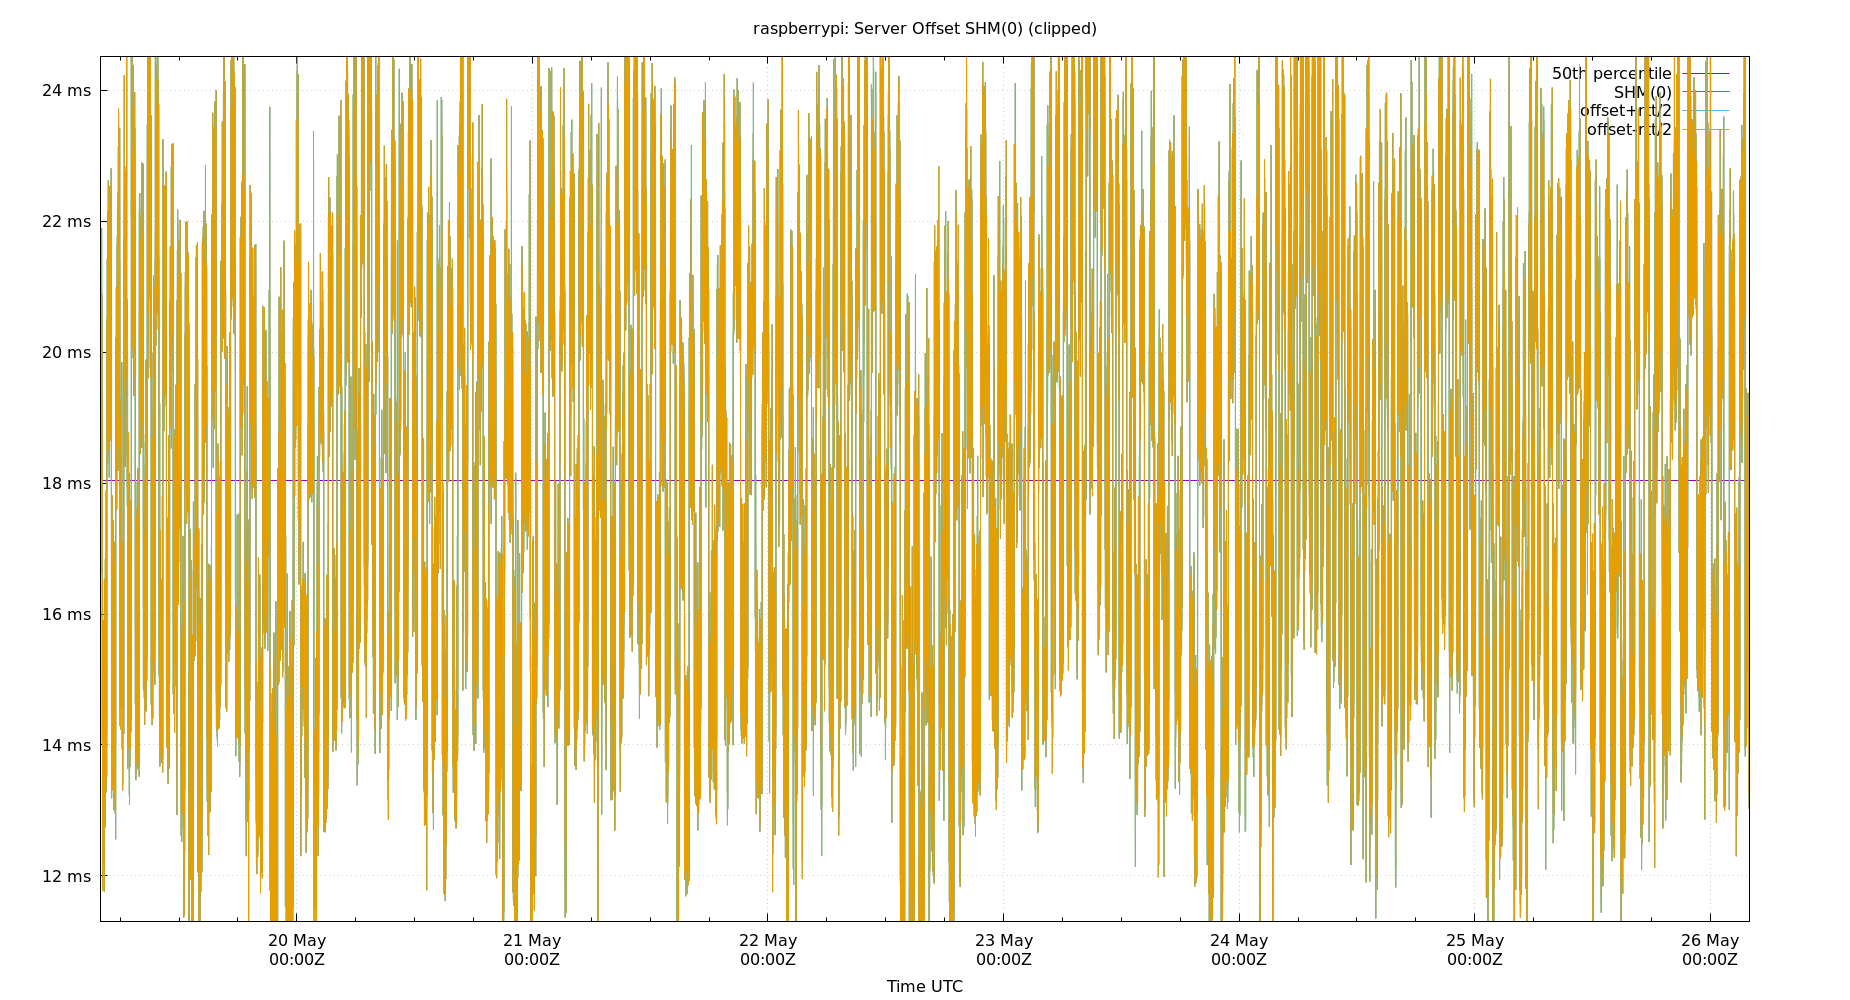 raspberrypi: Server Offset SHM(0) (clipped)
50th percentile
SHM(0)
offset+rtt/2
offset-rtt/2
24 ms
22 ms
20 ms
18 ms
16 ms
14 ms
12 ms
20 May 21 May 22 May 23 May 24 May 25 May 26 May
00:00Z 00:00Z 00:00Z 00:00Z 00:00Z 00:00Z 00:00Z
Time UTC